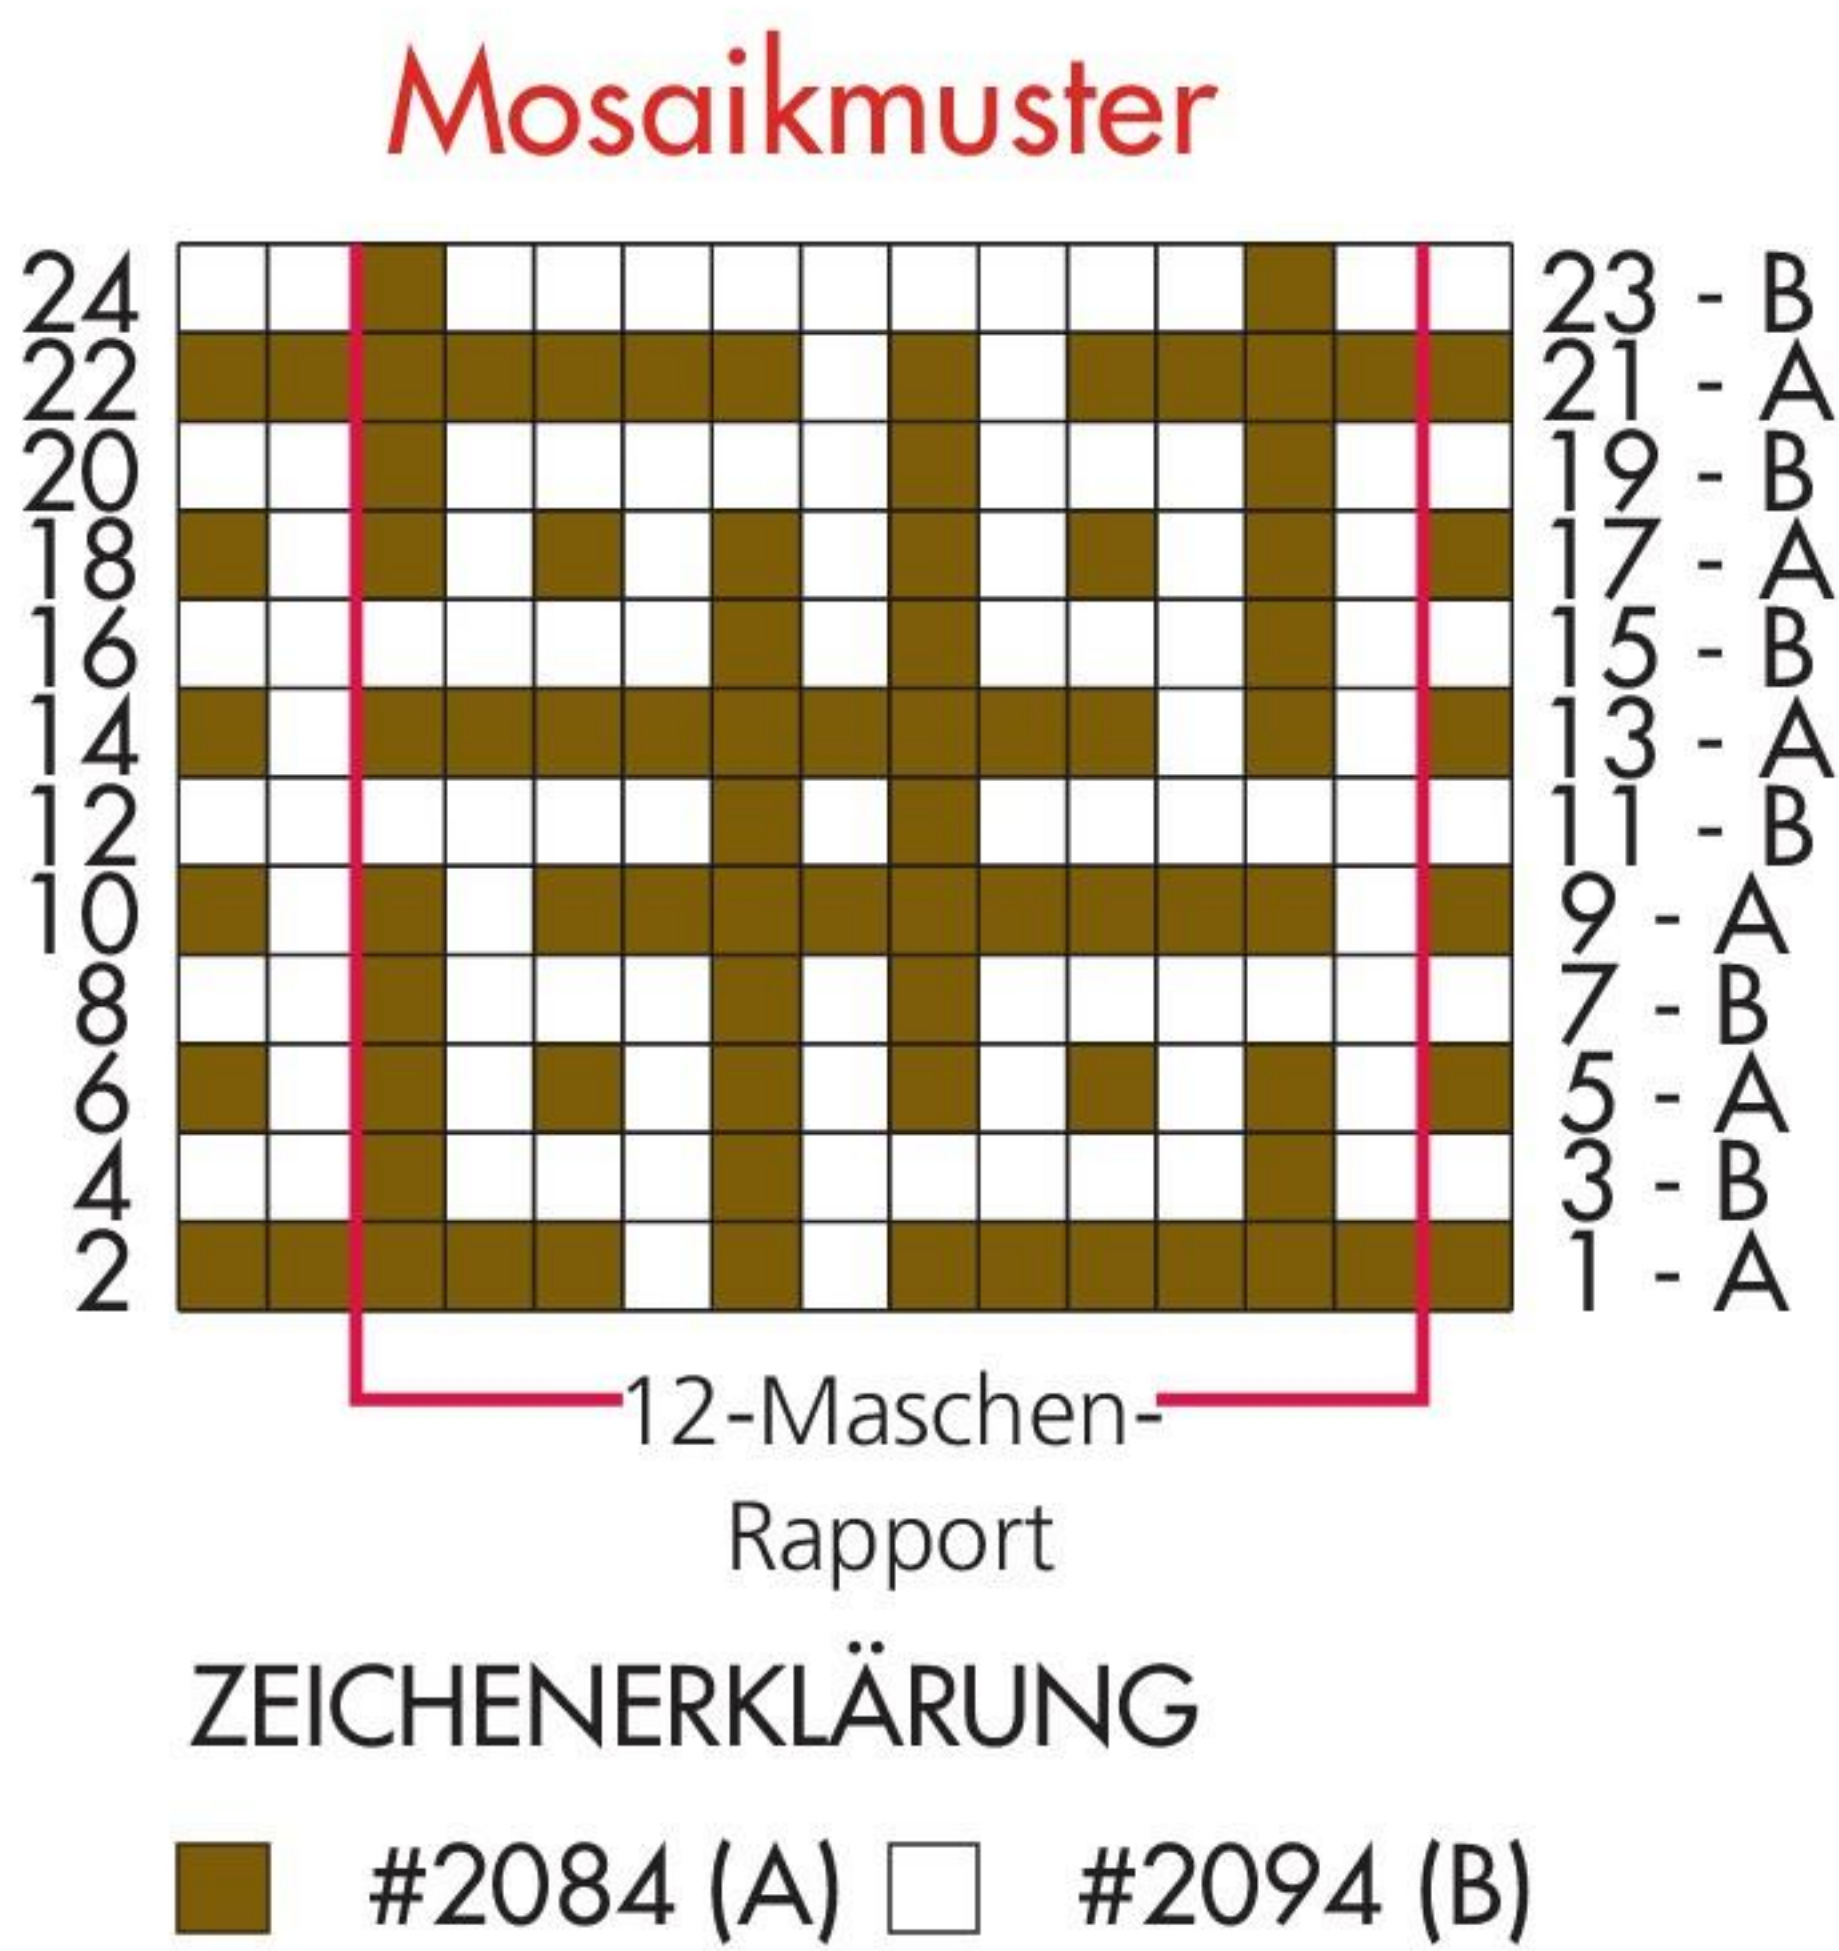 Mosaikmuster
24 23 - B
22 21 - A
20 19 - B
18 17 - A
16 15 - B
14 13 - A
12 11 - B
10 9 - A
8 7 - B
6 5 - A
4 3 - B
2 1 - A
12-Maschen-
Rapport
ZEICHENERKLÄRUNG
#2084 (A) #2094 (B)